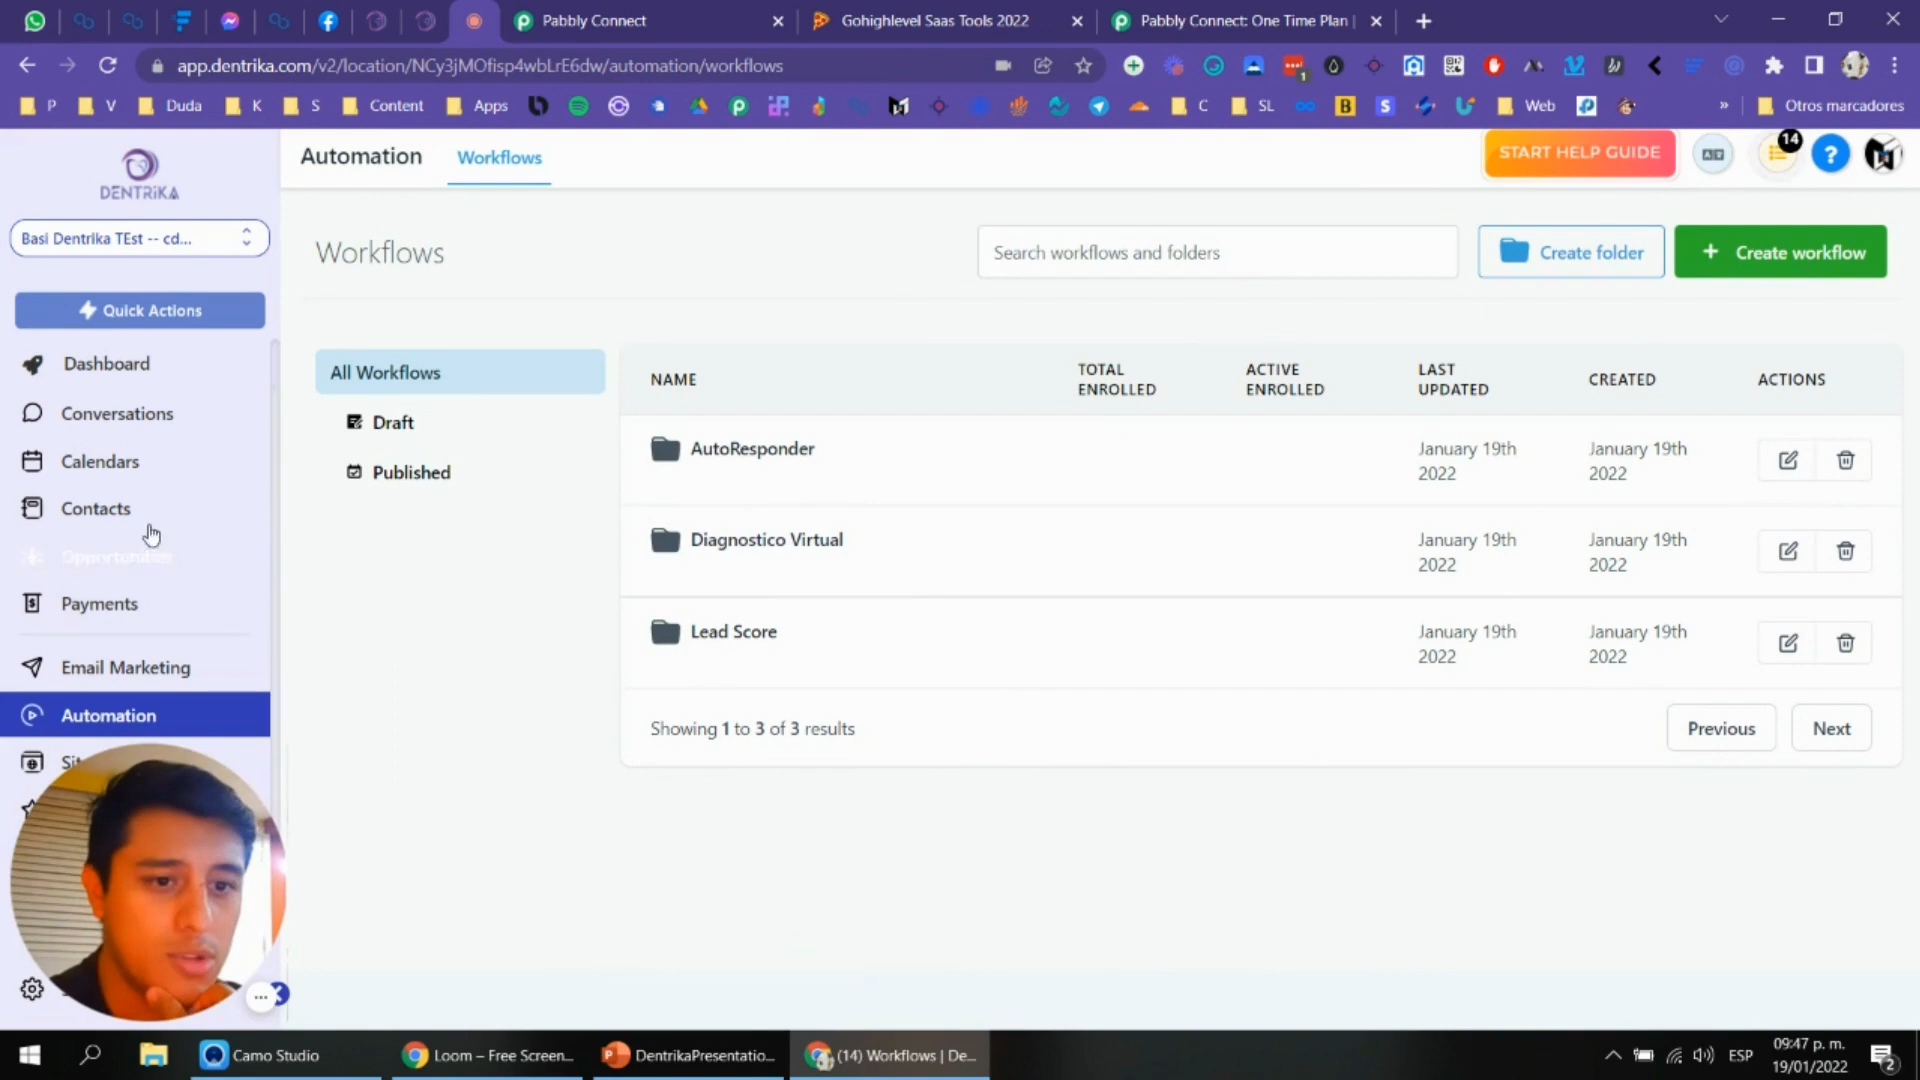 Pabbly Connect
Gohighlevel Saas Tools 2022
Pabbly Connect: One Time Plan |
app.dentrika.com/v2/location/NCy3jMOfisp4wbLrE6dw/automation/workflows
P
V
Duda
K
S
Content
Apps
C
SL
Web
»
Otros marcadores
DENTRiKA
Automation
Workflows
START HELP GUIDE
14
Basi Dentrika TEst -- cd...
Workflows
Search workflows and folders
Create folder
+ Create workflow
Quick Actions
Dashboard
Conversations
Calendars
Contacts
Opportunities
Payments
Email Marketing
Automation
All Workflows
Draft
Published
NAME
TOTAL ENROLLED
ACTIVE ENROLLED
LAST UPDATED
CREATED
ACTIONS
AutoResponder
January 19th 2022
January 19th 2022
Diagnostico Virtual
January 19th 2022
January 19th 2022
Lead Score
January 19th 2022
January 19th 2022
Showing 1 to 3 of 3 results
Previous
Next
Camo Studio
Loom – Free Screen...
DentrikaPresentatio...
(14) Workflows | De...
ESP
09:47 p. m.
19/01/2022
2